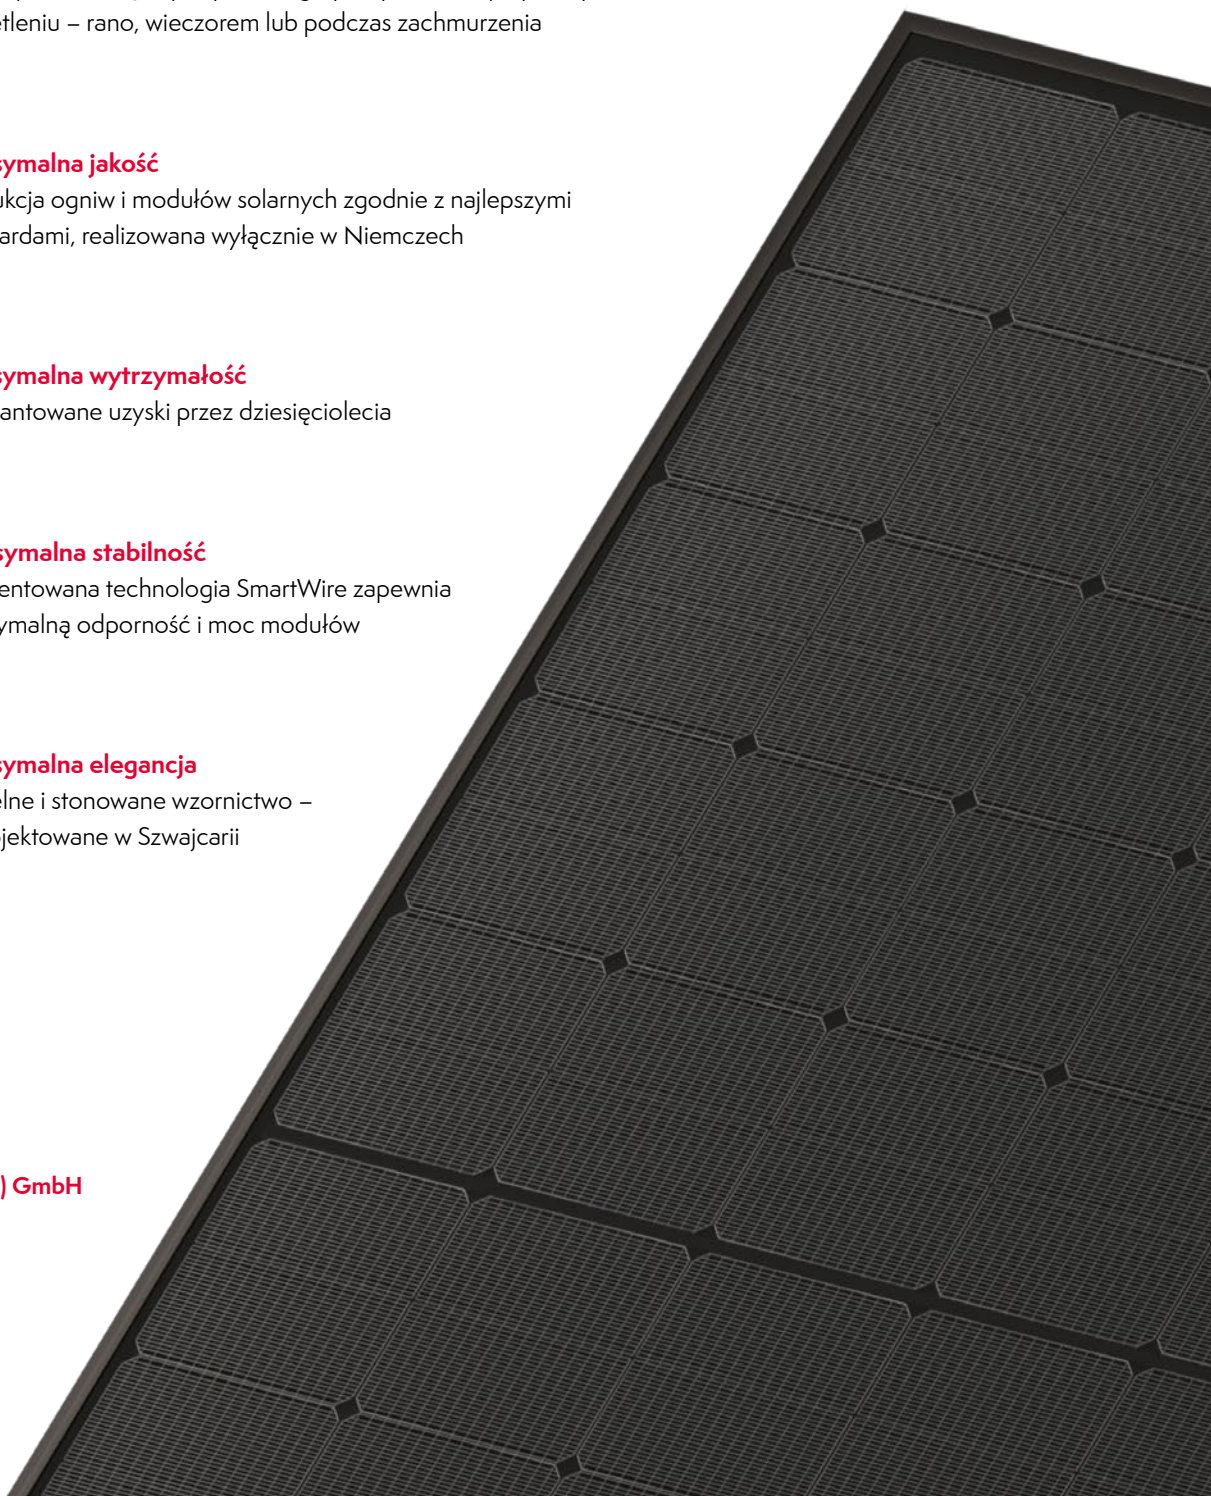 etleniu – rano, wieczorem lub podczas zachmurzenia
symalna jakość
ukcja ogniw i modułów solarnych zgodnie z najlepszymi
ardami, realizowana wyłącznie w Niemczech
symalna wytrzymałość
antowane uzyski przez dziesięciolecia
symalna stabilność
entowana technologia SmartWire zapewnia
ymalną odporność i moc modułów
symalna elegancja
elne i stonowane wzornictwo –
jektowane w Szwajcarii
) GmbH